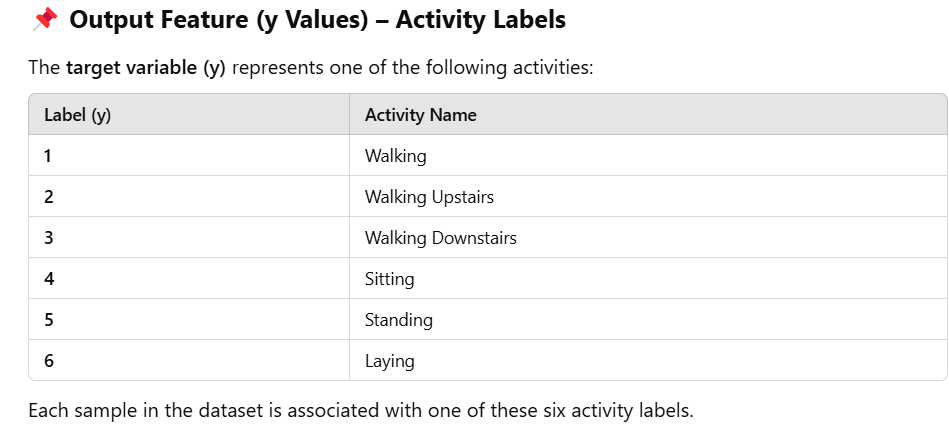 📌 Output Feature (y Values) – Activity Labels
The target variable (y) represents one of the following activities:
Label (y) Activity Name
1 Walking
2 Walking Upstairs
3 Walking Downstairs
4 Sitting
5 Standing
6 Laying
Each sample in the dataset is associated with one of these six activity labels.